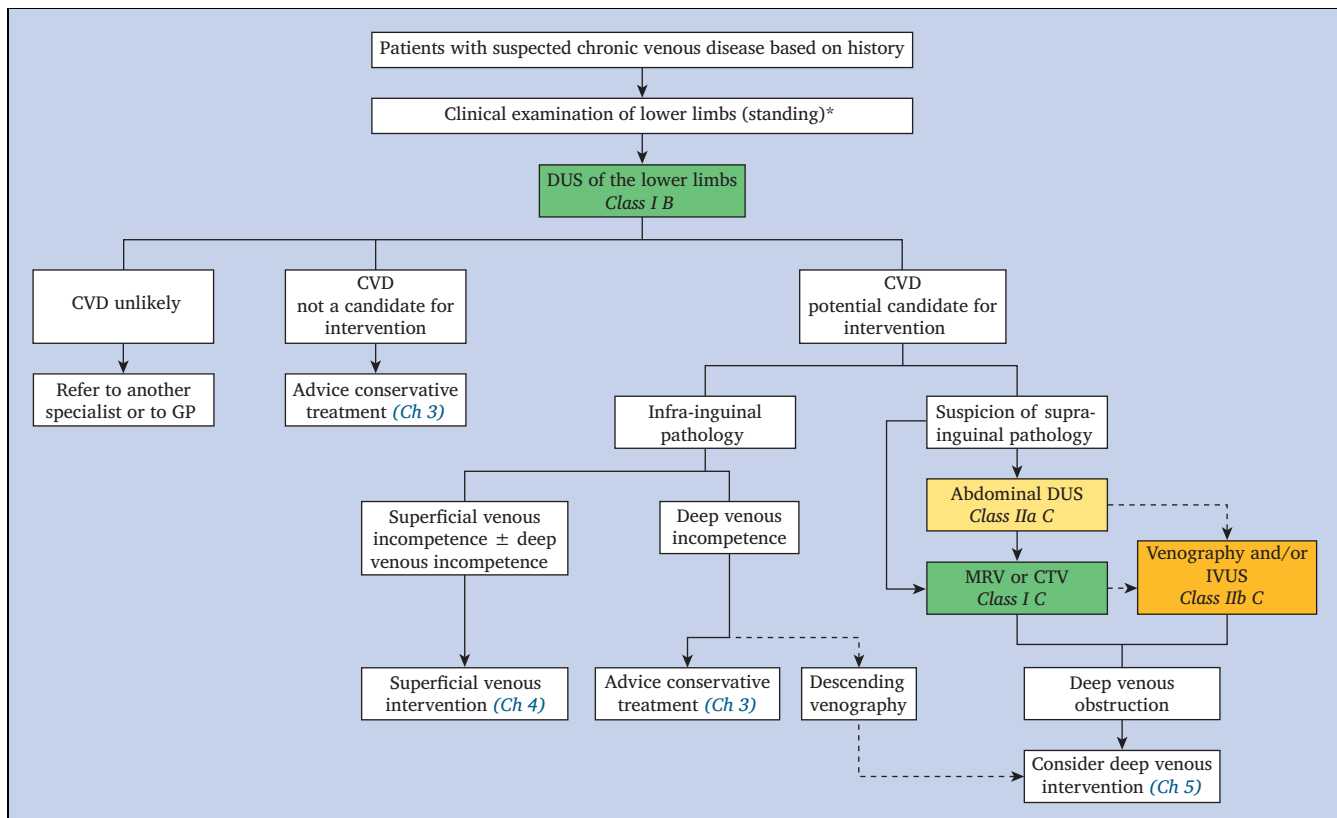 Patients with suspected chronic venous disease based on history
Clinical examination of lower limbs (standing)*
DUS of the lower limbs
Class I B
CVD unlikely
CVD
not a candidate for
intervention
CVD
potential candidate for
intervention
Refer to another
specialist or to GP
Advice conservative
treatment (Ch 3)
Infra-inguinal
pathology
Suspicion of supra-
inguinal pathology
Superficial venous
incompetence ± deep
venous incompetence
Deep venous
incompetence
Abdominal DUS
Class IIa C
MRV or CTV
Class I C
Venography and/or
IVUS
Class IIb C
Superficial venous
intervention (Ch 4)
Advice conservative
treatment (Ch 3)
Descending
venography
Deep venous
obstruction
Consider deep venous
intervention (Ch 5)